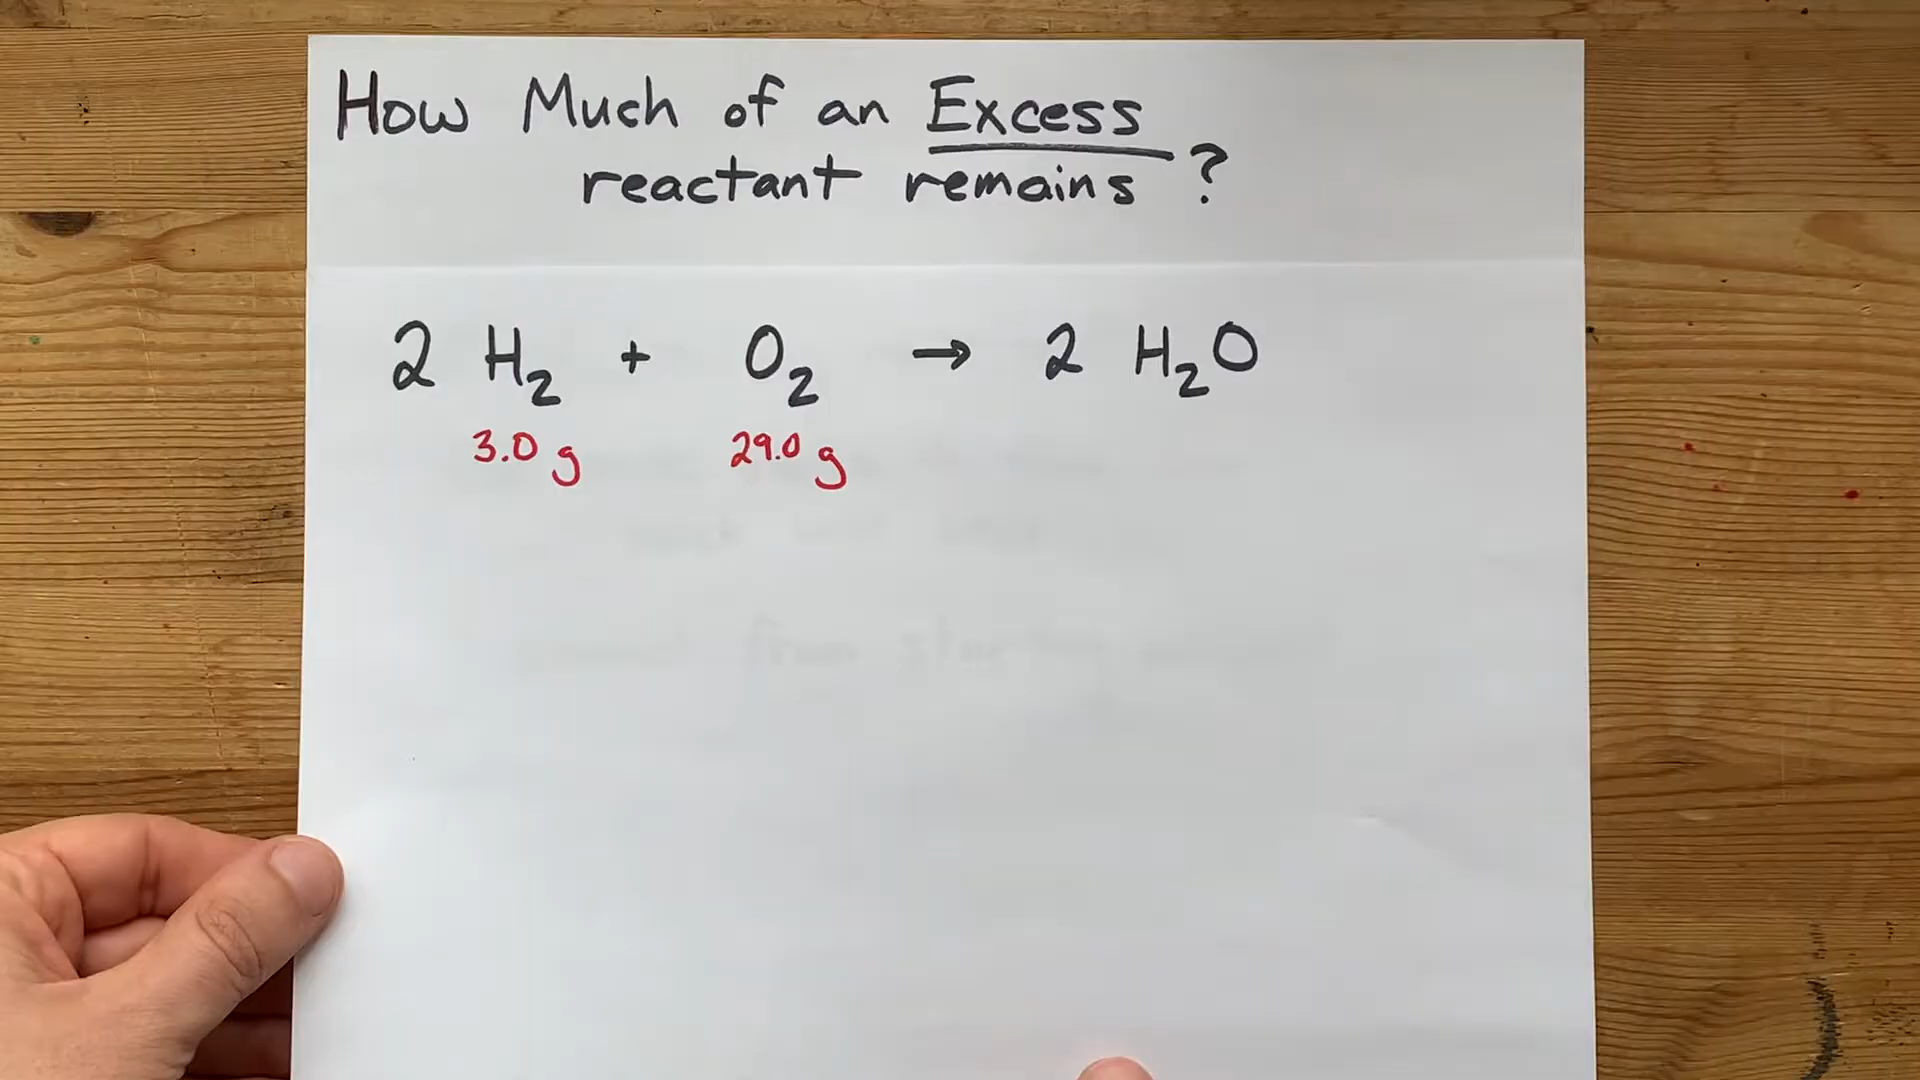 How Much of an Excess
reactant remains?
2 H₂ + O₂ → 2 H₂O
3.0 g 29.0 g